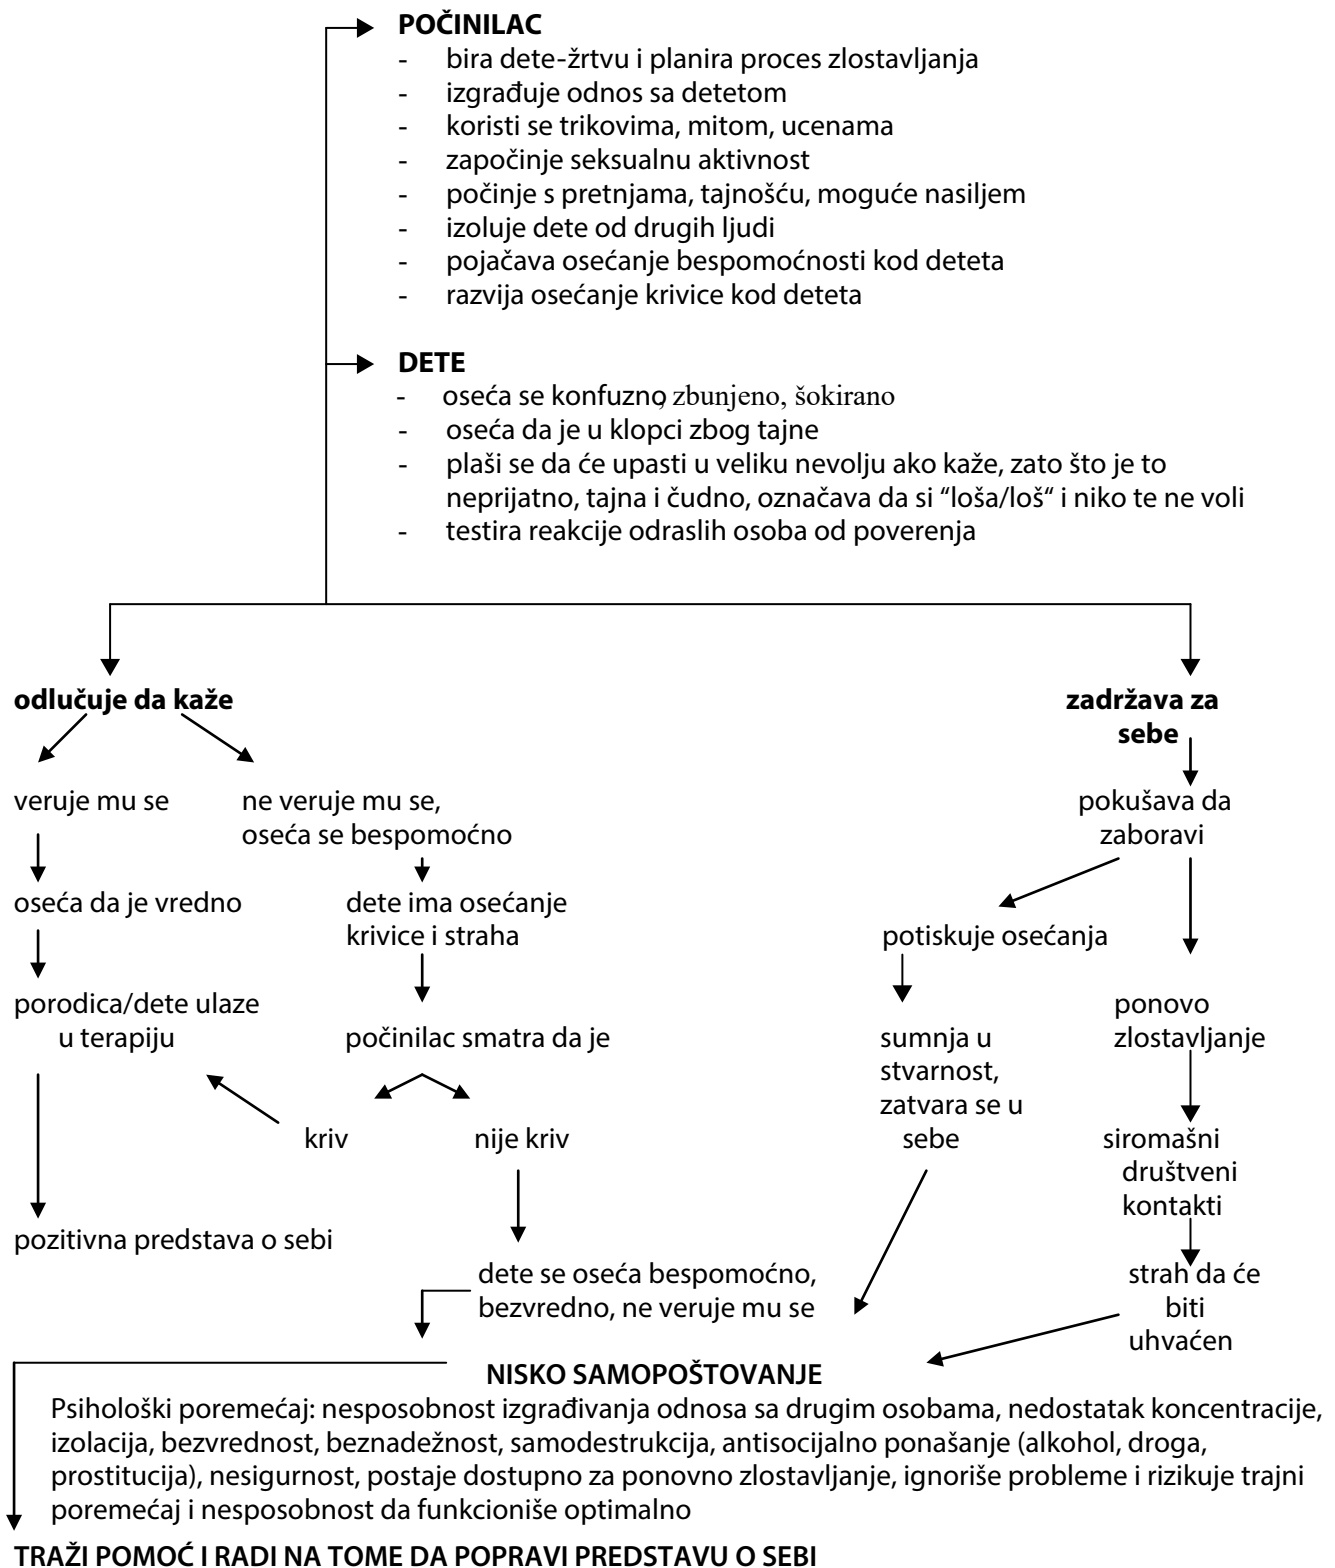 POČINILAC
- bira dete-žrtvu i planira proces zlostavljanja
- izgrađuje odnos sa detetom
- koristi se trikovima, mitom, ucenama
- započinje seksualnu aktivnost
- počinje s pretnjama, tajnošću, moguće nasiljem
- izoluje dete od drugih ljudi
- pojačava osećanje bespomoćnosti kod deteta
- razvija osećanje krivice kod deteta
DETE
- oseća se konfuzno, zbunjeno, šokirano
- oseća da je u klopci zbog tajne
- plaši se da će upasti u veliku nevolju ako kaže, zato što je to
neprijatno, tajna i čudno, označava da si “loša/loš“ i niko te ne voli
- testira reakcije odraslih osoba od poverenja
odlučuje da kaže
veruje mu se
oseća da je vredno
porodica/dete ulaze
u terapiju
pozitivna predstava o sebi
ne veruje mu se,
oseća se bespomoćno
dete ima osećanje
krivice i straha
počinilac smatra da je
kriv
nije kriv
dete se oseća bespomoćno,
bezvredno, ne veruje mu se
zadržava za
sebe
pokušava da
zaboravi
potiskuje osećanja
sumnja u
stvarnost,
zatvara se u
sebe
ponovo
zlostavljanje
siromašni
društveni
kontakti
strah da će
biti
uhvaćen
NISKO SAMOPOŠTOVANJE
Psihološki poremećaj: nesposobnost izgrađivanja odnosa sa drugim osobama, nedostatak koncentracije,
izolacija, bezvrednost, beznadežnost, samodestrukcija, antisocijalno ponašanje (alkohol, droga,
prostitucija), nesigurnost, postaje dostupno za ponovno zlostavljanje, ignoriše probleme i rizikuje trajni
poremećaj i nesposobnost da funkcioniše optimalno
TRAŽI POMOĆ I RADI NA TOME DA POPRAVI PREDSTAVU O SEBI